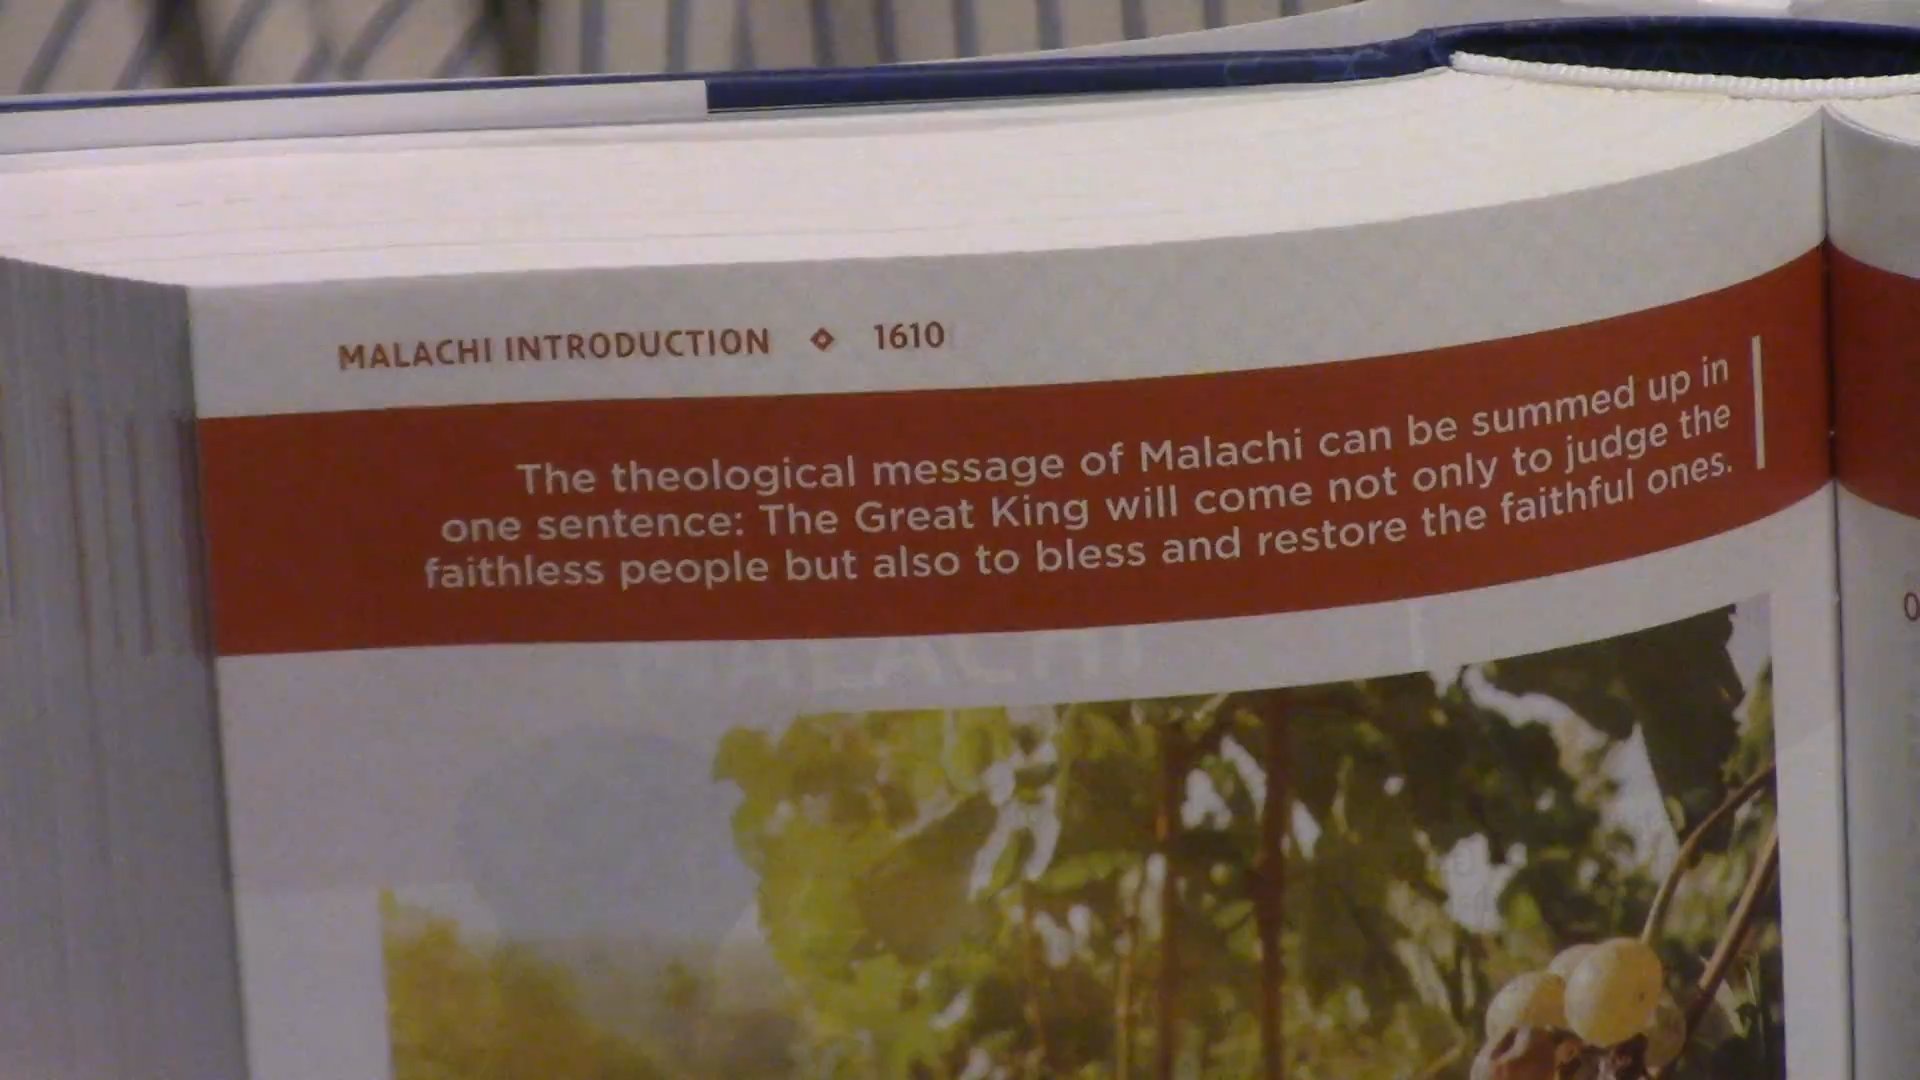 MALACHI INTRODUCTION ◇ 1610
The theological message of Malachi can be summed up in
one sentence: The Great King will come not only to judge the
faithless people but also to bless and restore the faithful ones.
MALACHI